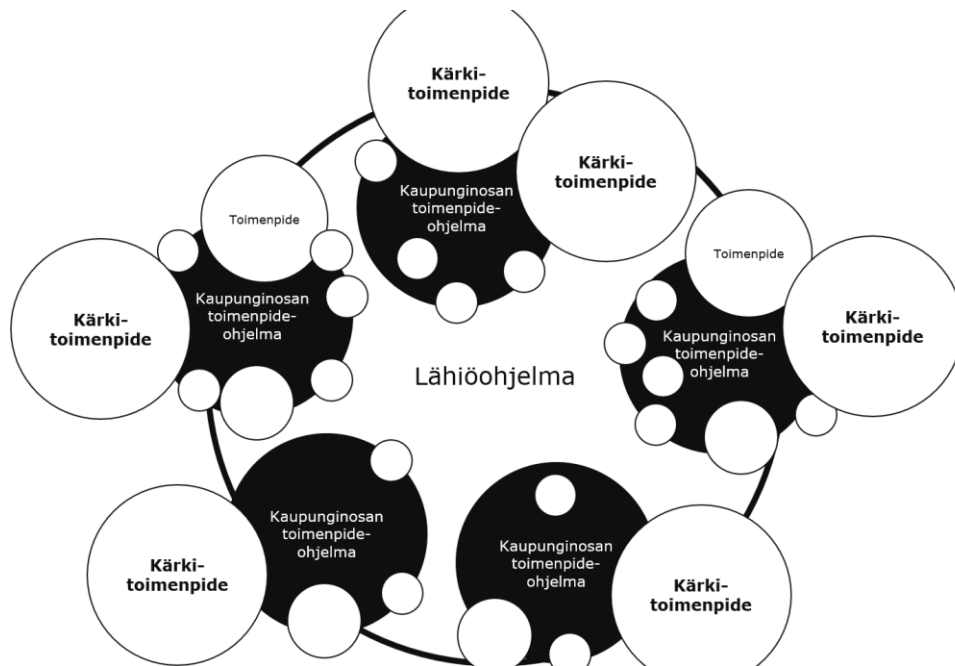 Kärki-
toimenpide
Kärki-
toimenpide
Kaupunginosan
toimenpide-
ohjelma
Toimenpide
Toimenpide
Kärki-
toimenpide
Kaupunginosan
toimenpide-
ohjelma
Kaupunginosan
toimenpide-
ohjelma
Kärki-
toimenpide
Lähiöohjelma
Kärki-
toimenpide
Kaupunginosan
toimenpide-
ohjelma
Kaupunginosan
toimenpide-
ohjelma
Kärki-
toimenpide